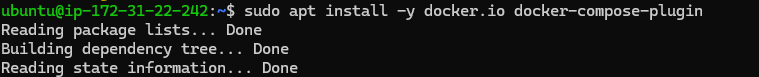 ubuntu@ip-172-31-22-242:~$ sudo apt install -y docker.io docker-compose-plugin
Reading package lists... Done
Building dependency tree... Done
Reading state information... Done